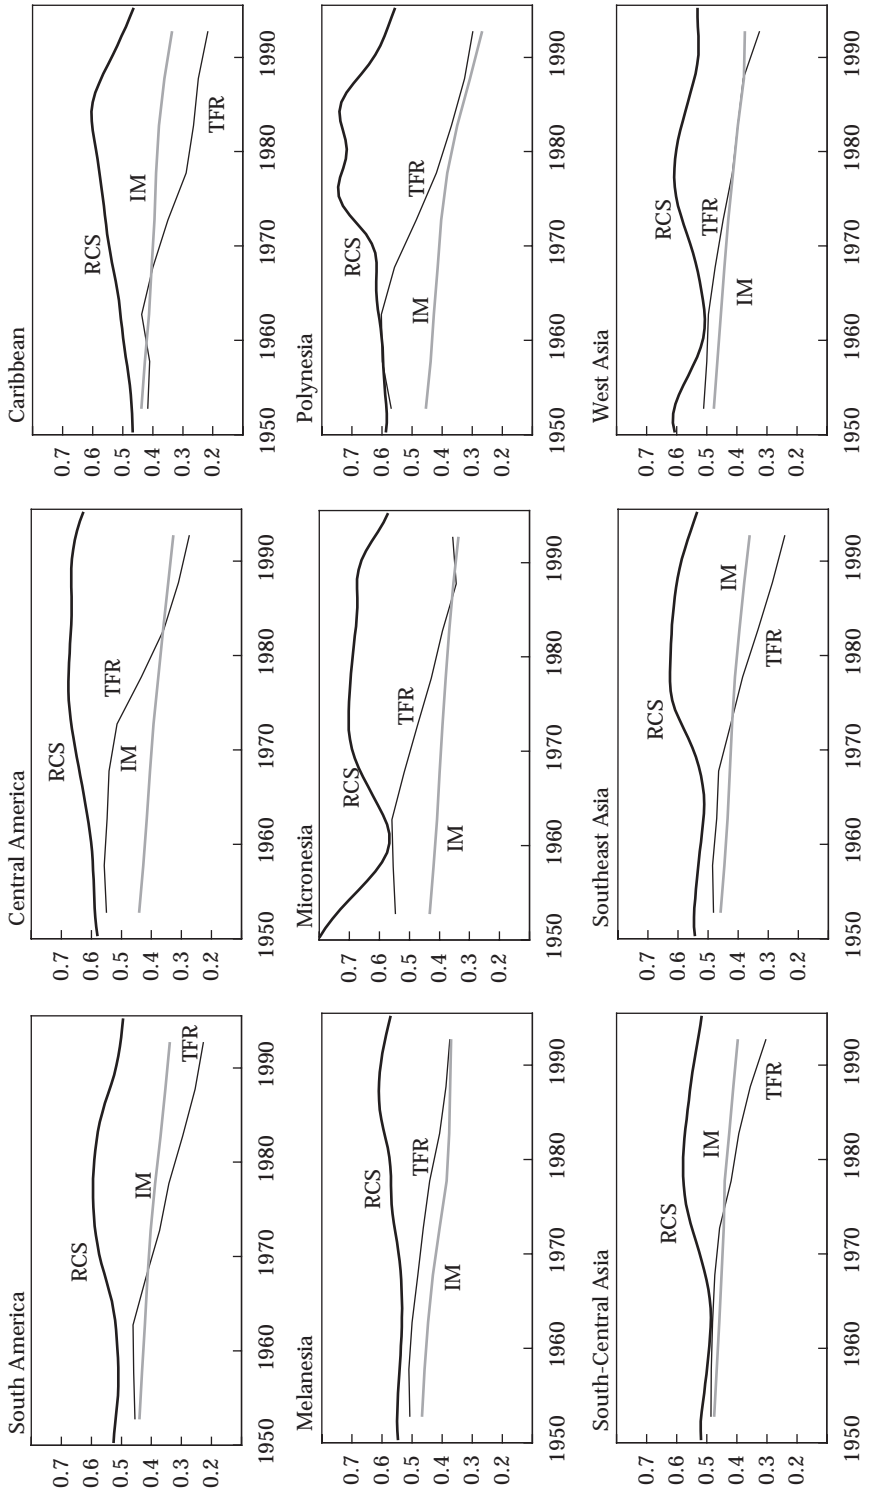 South America
0.7
0.6
0.5
0.4
0.3
0.2
RCS
IM
TFR
1950 1960 1970 1980 1990
Central America
0.7
0.6
0.5
0.4
0.3
0.2
RCS
TFR
IM
1950 1960 1970 1980 1990
Caribbean
0.7
0.6
0.5
0.4
0.3
0.2
RCS
IM
TFR
1950 1960 1970 1980 1990
Melanesia
0.7
0.6
0.5
0.4
0.3
0.2
RCS
TFR
IM
1950 1960 1970 1980 1990
Micronesia
0.7
0.6
0.5
0.4
0.3
0.2
RCS
TFR
IM
1950 1960 1970 1980 1990
Polynesia
0.7
0.6
0.5
0.4
0.3
0.2
RCS
TFR
IM
1950 1960 1970 1980 1990
South-Central Asia
0.7
0.6
0.5
0.4
0.3
0.2
RCS
IM
TFR
1950 1960 1970 1980 1990
Southeast Asia
0.7
0.6
0.5
0.4
0.3
0.2
RCS
IM
TFR
1950 1960 1970 1980 1990
West Asia
0.7
0.6
0.5
0.4
0.3
0.2
RCS
TFR
IM
1950 1960 1970 1980 1990